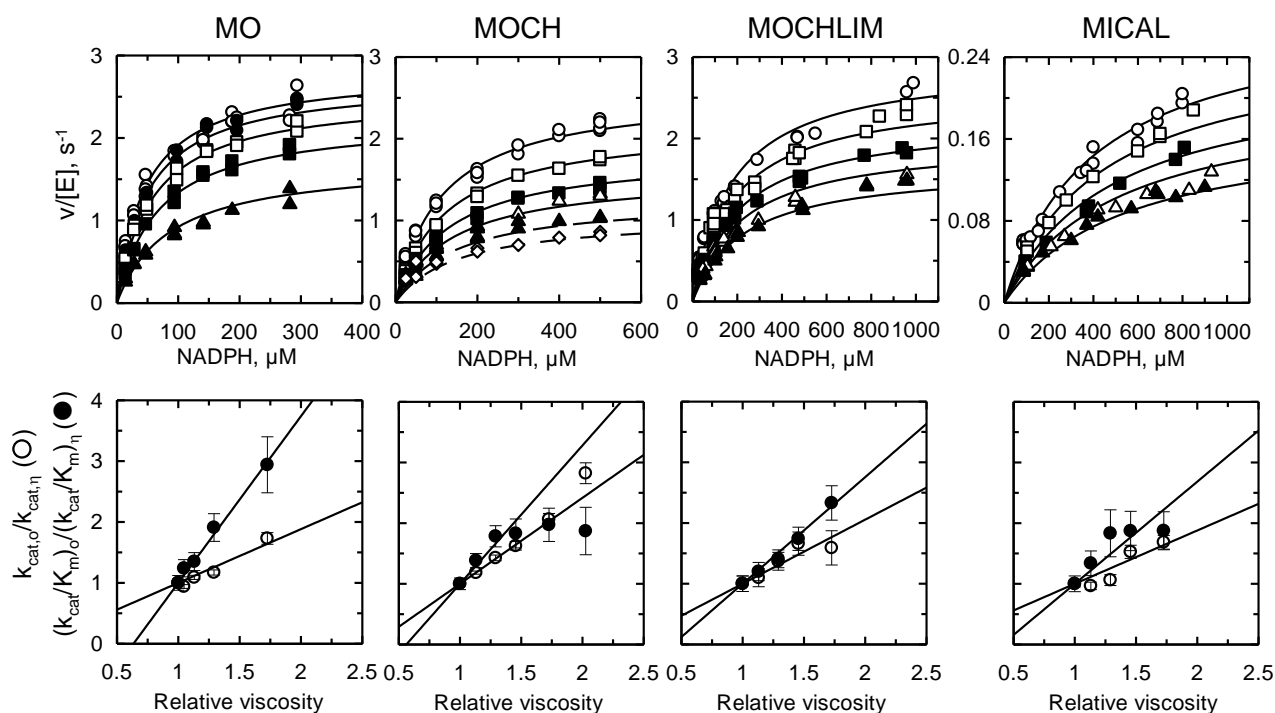 MO MOCH MOCHLIM MICAL
3 3 3 0.24
2 2 2 0.16
1 1 1 0.08
0 0 0 0.00
v/[E], s⁻¹
0 100 200 300 400 0 200 400 600 0 200 400 600 800 1000 0 200 400 600 800 1000
NADPH, µM NADPH, µM NADPH, µM NADPH, µM
k_cat,o/k_cat,η (○)
(k_cat/K_m)_o/(k_cat/K_m)_η (●)
4
3
2
1
0
0.5 1 1.5 2 2.5 0.5 1 1.5 2 2.5 0.5 1 1.5 2 2.5 0.5 1 1.5 2 2.5
Relative viscosity Relative viscosity Relative viscosity Relative viscosity